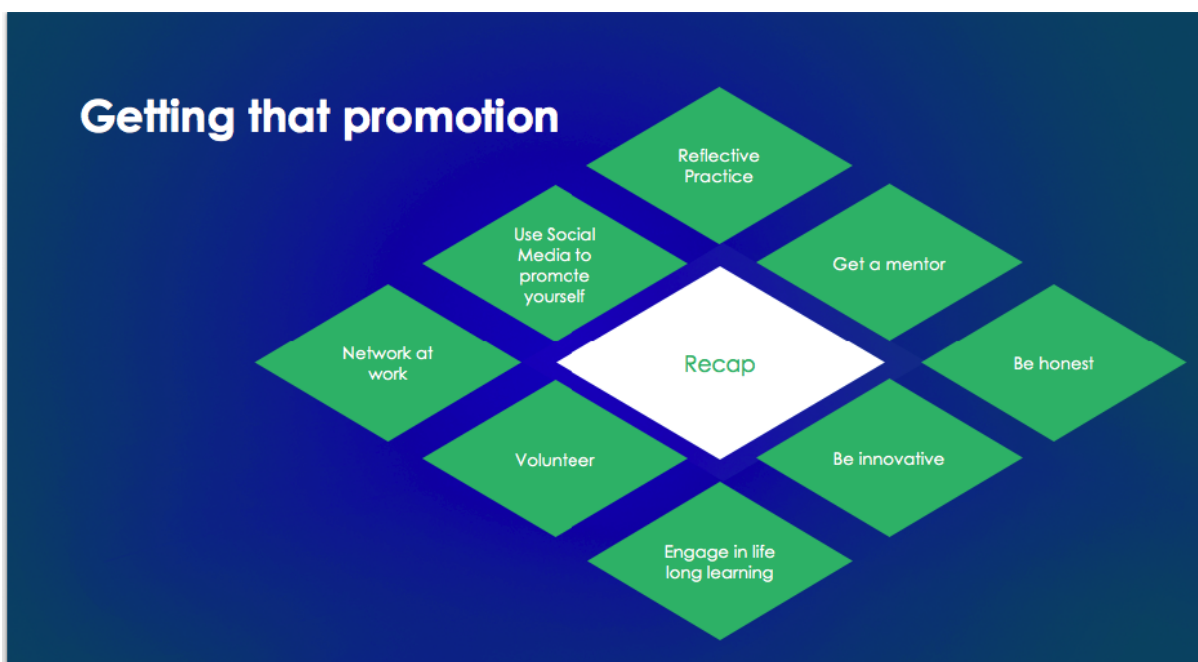 Getting that promotion
Reflective
Practice
Use Social
Media to
promote
yourself
Get a mentor
Network at
work
Recap
Be honest
Volunteer
Be innovative
Engage in life
long learning